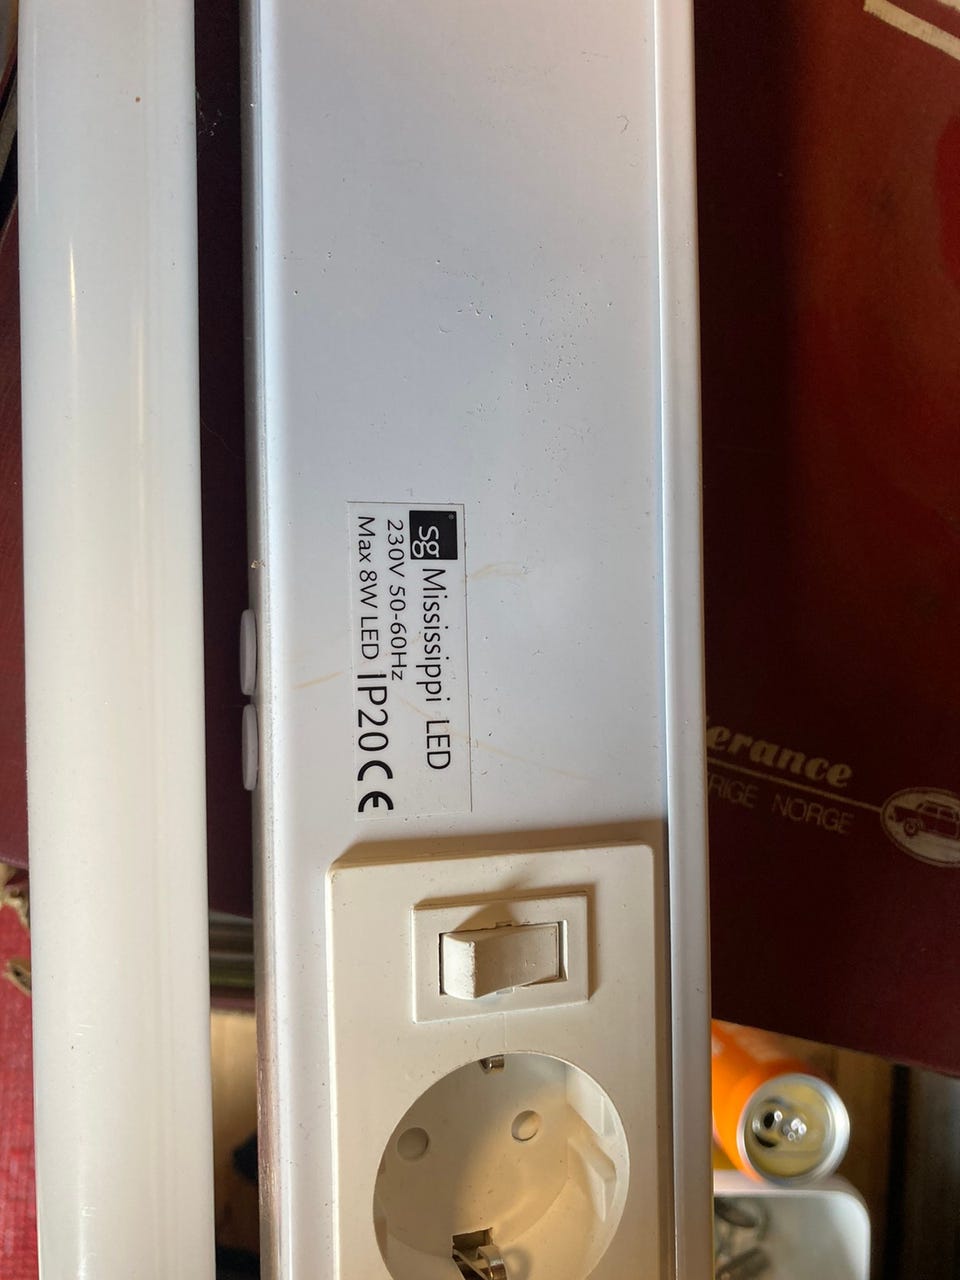 sg Mississippi LED
230V 50-60Hz
Max 8W LED IP20 CE
erance
RIGE NORGE